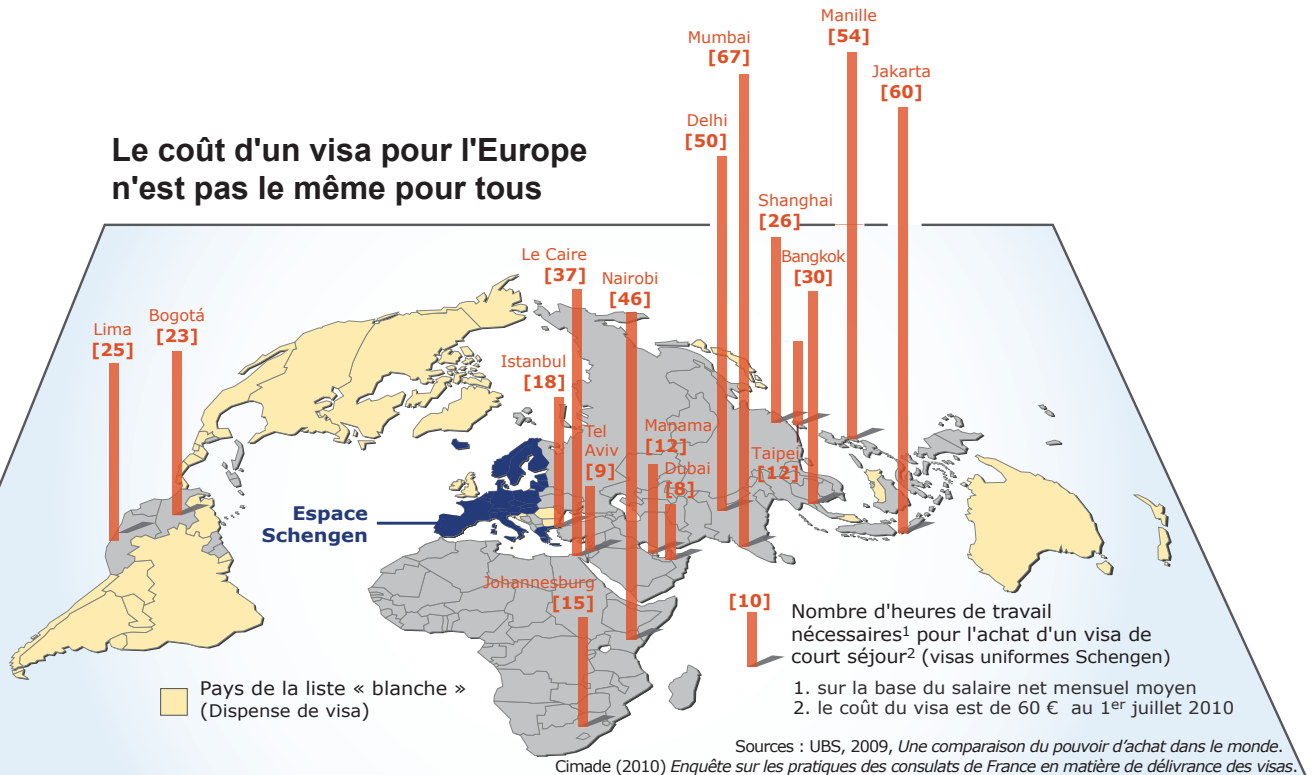 Le coût d'un visa pour l'Europe
n'est pas le même pour tous
Manille
[54]
Mumbai
[67]
Jakarta
[60]
Delhi
[50]
Shanghai
[26]
Bangkok
[30]
Le Caire
[37]
Nairobi
[46]
Bogotá
[23]
Lima
[25]
Istanbul
[18]
Tel
Aviv
[9]
Manama
[12]
Dubai
[8]
Taipei
[12]
Espace
Schengen
Johannesburg
[15]
[10]
Nombre d'heures de travail
nécessaires¹ pour l'achat d'un visa de
court séjour² (visas uniformes Schengen)
1. sur la base du salaire net mensuel moyen
2. le coût du visa est de 60 € au 1er juillet 2010
Pays de la liste « blanche »
(Dispense de visa)
Sources : UBS, 2009, Une comparaison du pouvoir d'achat dans le monde.
Cimade (2010) Enquête sur les pratiques des consulats de France en matière de délivrance des visas.